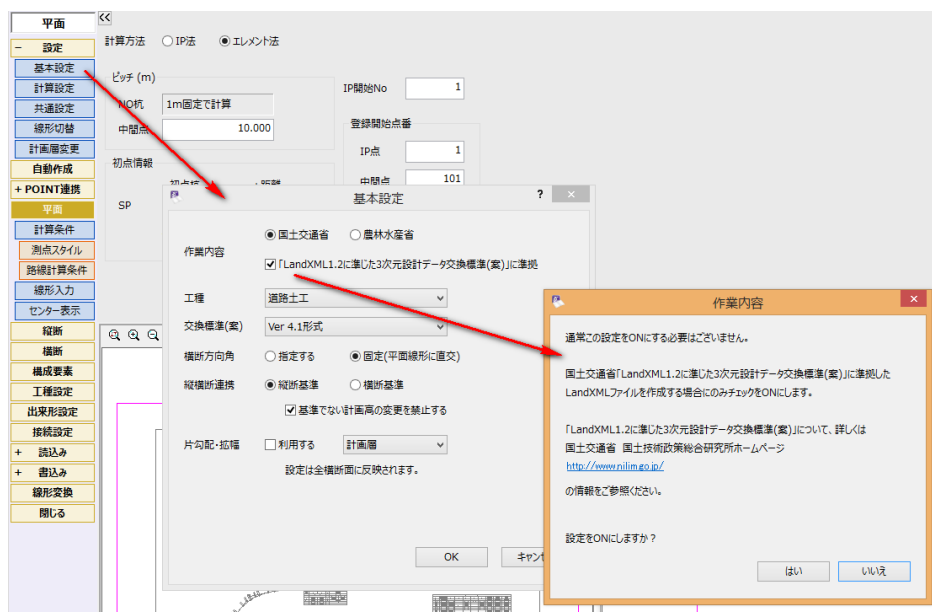 平面
<<
計算方法 IP法 エレメント法
− 設定
基本設定
計算設定
共通設定
線形切替
計画層変更
自動作成
+ POINT連携
平面
計算条件
測点スタイル
路線計算条件
線形入力
センター表示
縦断
横断
構成要素
工種設定
出来形設定
接続設定
+ 読込み
+ 書込み
線形変換
閉じる
ピッチ (m)
NO杭 1m固定で計算
中間点 10.000
IP開始No 1
登録開始点番
IP点 1
中間点 101
初点情報
SP
基本設定 ? ×
作業内容
国土交通省 農林水産省
「LandXML1.2に準じた3次元設計データ交換標準(案)」に準拠
工種 道路土工
交換標準(案) Ver 4.1形式
横断方向角 指定する 固定(平面線形に直交)
縦横断連携 縦断基準 横断基準
基準でない計画高の変更を禁止する
片勾配・拡幅 利用する 計画層
設定は全横断面に反映されます。
OK
作業内容 ×
通常この設定をONにする必要はございません。
国土交通省「LandXML1.2に準じた3次元設計データ交換標準(案)」に準拠した
LandXMLファイルを作成する場合にのみチェックをONにします。
「LandXML1.2に準じた3次元設計データ交換標準(案)」について、詳しくは
国土交通省 国土技術政策総合研究所ホームページ
http://www.nilim.go.jp/
の情報をご参照ください。
設定をONにしますか？
はい いいえ